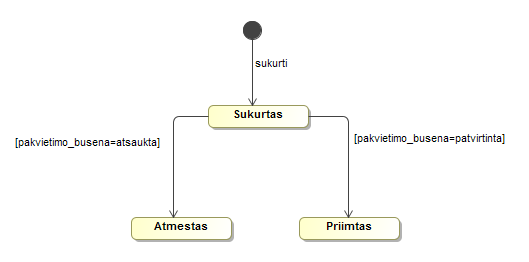 sukurti
Sukurtas
[pakvietimo_busena=atsaukta]
[pakvietimo_busena=patvirtinta]
Atmestas
Priimtas